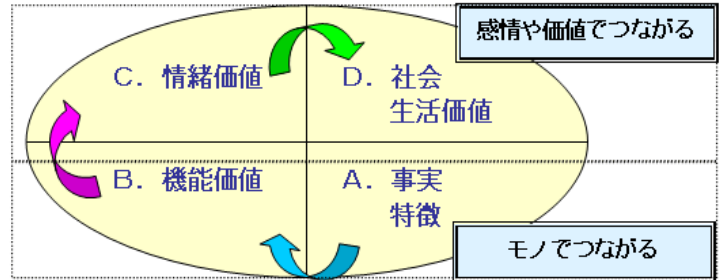 感情や価値でつながる
C．情緒価値
D．社会
生活価値
B．機能価値
A．事実
特徴
モノでつながる